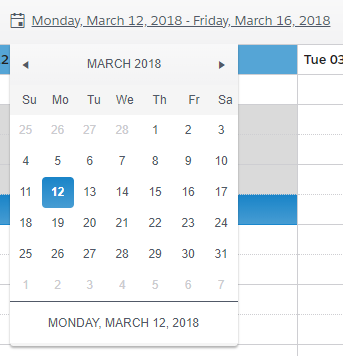 Monday, March 12, 2018 - Friday, March 16, 2018
MARCH 2018
Tue 03
Su Mo Tu We Th Fr Sa
25 26 27 28 1 2 3
4 5 6 7 8 9 10
11 12 13 14 15 16 17
18 19 20 21 22 23 24
25 26 27 28 29 30 31
1 2 3 4 5 6 7
MONDAY, MARCH 12, 2018